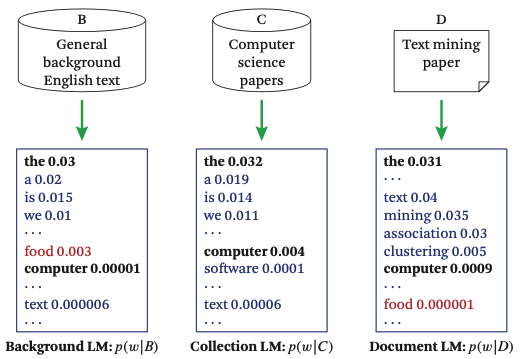 B
General
background
English text
C
Computer
science
papers
D
Text mining
paper
the 0.03
a 0.02
is 0.015
we 0.01
...
food 0.003
computer 0.00001
...
text 0.000006
...
Background LM: p(w|B)
the 0.032
a 0.019
is 0.014
we 0.011
...
computer 0.004
software 0.0001
...
text 0.00006
...
Collection LM: p(w|C)
the 0.031
...
text 0.04
mining 0.035
association 0.03
clustering 0.005
computer 0.0009
...
food 0.000001
...
Document LM: p(w|D)